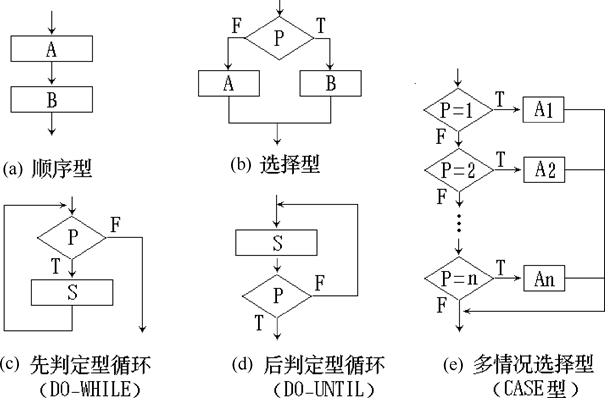 A
B
(a) 顺序型
F
P
T
A
B
(b) 选择型
P
F
T
S
(c) 先判定型循环
（DO-WHILE）
S
P
F
T
(d) 后判定型循环
（DO-UNTIL）
P=1
T
A1
F
P=2
T
A2
F
P=n
T
An
F
(e) 多情况选择型
（CASE型）